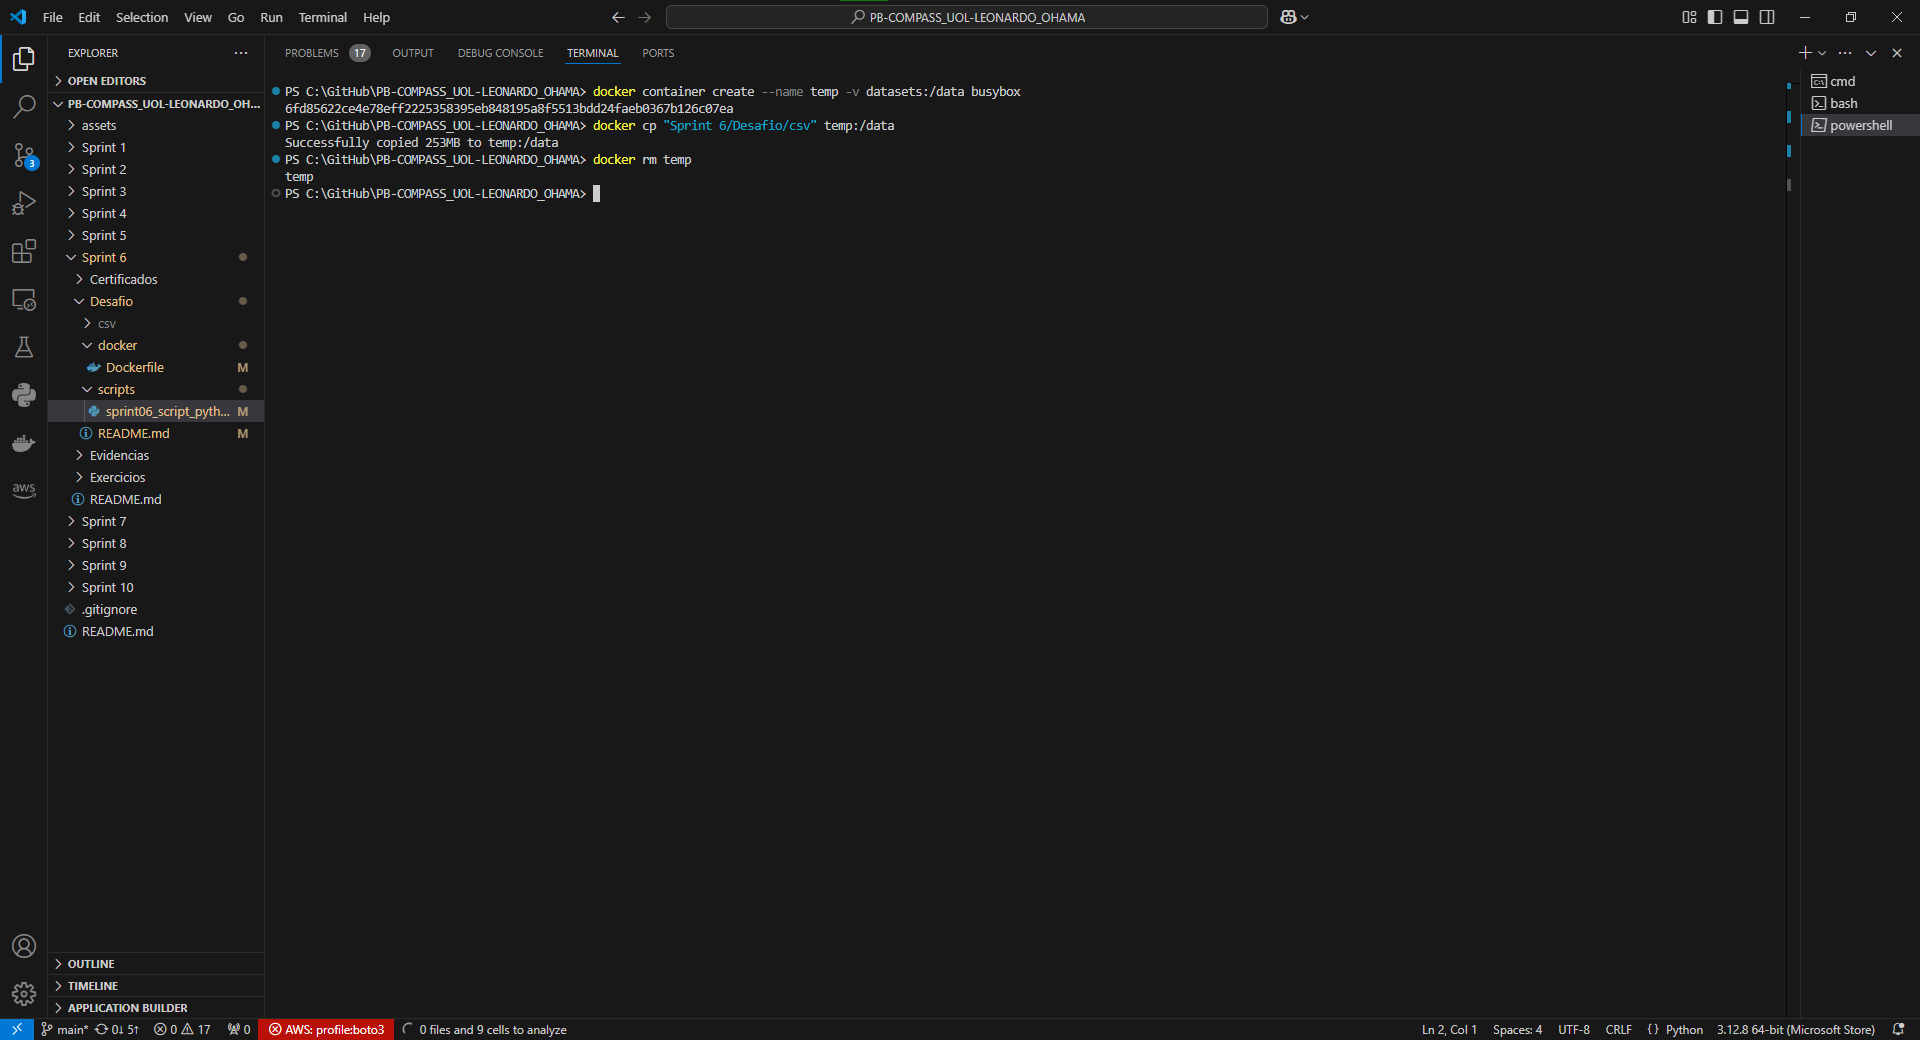 File Edit Selection View Go Run Terminal Help
PB-COMPASS_UOL-LEONARDO_OHAMA
EXPLORER
OPEN EDITORS
PB-COMPASS_UOL-LEONARDO_OH...
assets
Sprint 1
Sprint 2
Sprint 3
Sprint 4
Sprint 5
Sprint 6
Certificados
Desafio
csv
docker
Dockerfile M
scripts
sprint06_script_pyth... M
README.md M
Evidencias
Exercicios
README.md
Sprint 7
Sprint 8
Sprint 9
Sprint 10
.gitignore
README.md
OUTLINE
TIMELINE
APPLICATION BUILDER
3
aws
PROBLEMS 17 OUTPUT DEBUG CONSOLE TERMINAL PORTS
PS C:\GitHub\PB-COMPASS_UOL-LEONARDO_OHAMA> docker container create --name temp -v datasets:/data busybox
6fd85622ce4e78eff2225358395eb848195a8f5513bdd24faeb0367b126c07ea
PS C:\GitHub\PB-COMPASS_UOL-LEONARDO_OHAMA> docker cp "Sprint 6/Desafio/csv" temp:/data
Successfully copied 253MB to temp:/data
PS C:\GitHub\PB-COMPASS_UOL-LEONARDO_OHAMA> docker rm temp
temp
PS C:\GitHub\PB-COMPASS_UOL-LEONARDO_OHAMA>
cmd
bash
powershell
main* 0↓ 5↑ 0 17 0 AWS: profile:boto3 0 files and 9 cells to analyze Ln 2, Col 1 Spaces: 4 UTF-8 CRLF {} Python 3.12.8 64-bit (Microsoft Store)